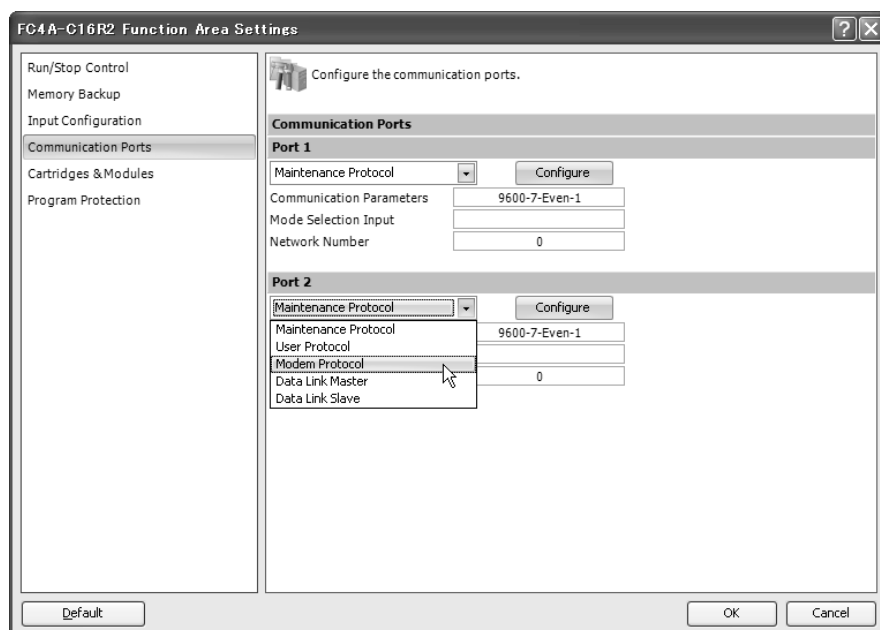 FC4A-C16R2 Function Area Settings
Run/Stop Control
Memory Backup
Input Configuration
Communication Ports
Cartridges & Modules
Program Protection
Configure the communication ports.
Communication Ports
Port 1
Maintenance Protocol Configure
Communication Parameters 9600-7-Even-1
Mode Selection Input
Network Number 0
Port 2
Maintenance Protocol Configure
Maintenance Protocol 9600-7-Even-1
User Protocol
Modem Protocol
Data Link Master 0
Data Link Slave
Default OK Cancel